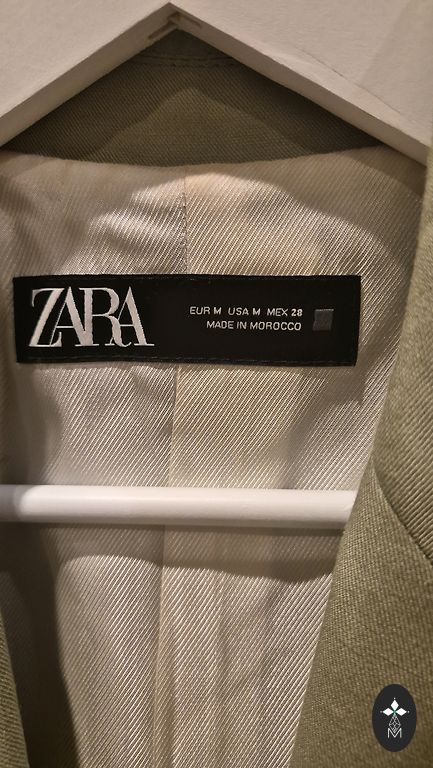 ZARA
EUR M USA M MEX 28
MADE IN MOROCCO
M